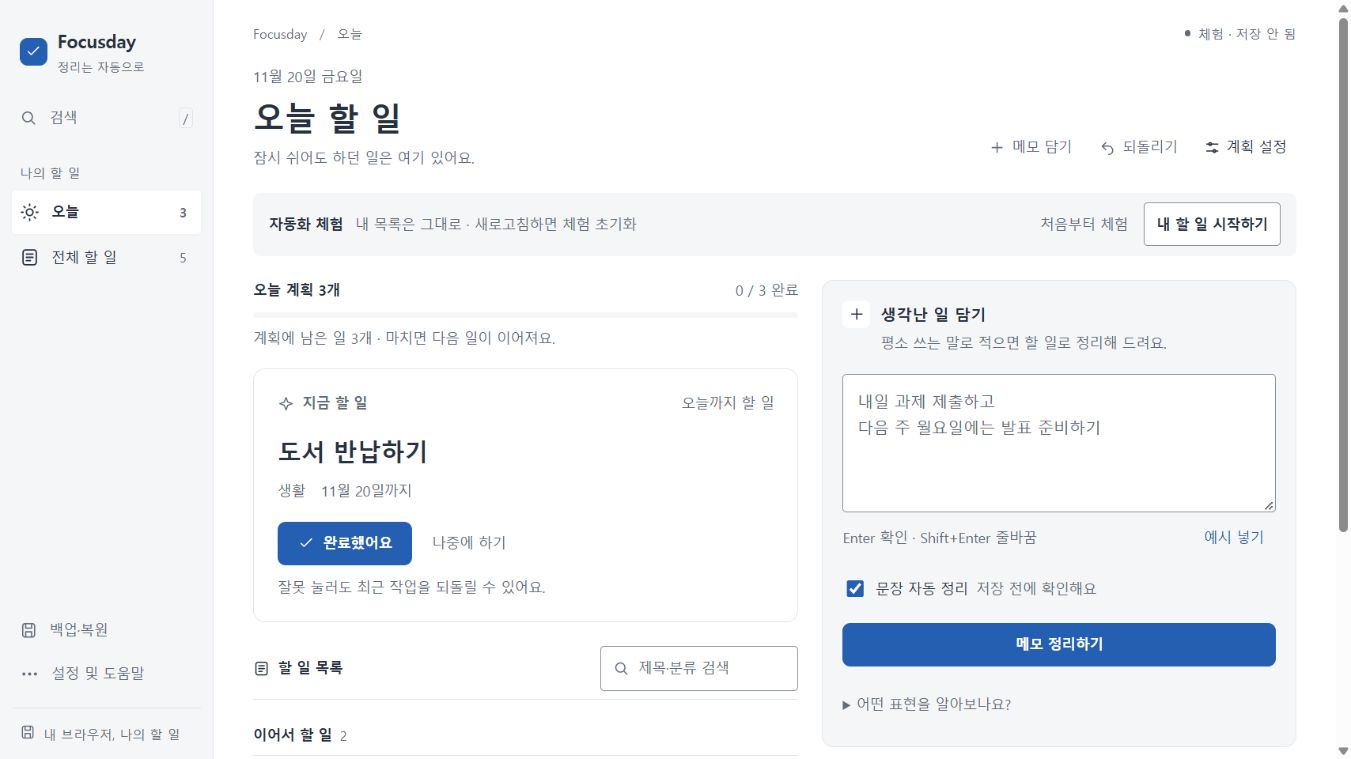 Focusday
정리는 자동으로
검색
/
나의 할 일
오늘
3
전체 할 일
5
백업·복원
설정 및 도움말
내 브라우저, 나의 할 일
Focusday / 오늘
체험 · 저장 안 됨
11월 20일 금요일
오늘 할 일
잠시 쉬어도 하던 일은 여기 있어요.
메모 담기
되돌리기
계획 설정
자동화 체험 내 목록은 그대로 · 새로고침하면 체험 초기화
처음부터 체험
내 할 일 시작하기
오늘 계획 3개
0 / 3 완료
계획에 남은 일 3개 · 마치면 다음 일이 이어져요.
지금 할 일
오늘까지 할 일
도서 반납하기
생활 11월 20일까지
완료했어요
나중에 하기
잘못 눌러도 최근 작업을 되돌릴 수 있어요.
할 일 목록
제목·분류 검색
이어서 할 일 2
생각난 일 담기
평소 쓰는 말로 적으면 할 일로 정리해 드려요.
내일 과제 제출하고
다음 주 월요일에는 발표 준비하기
Enter 확인 · Shift+Enter 줄바꿈
예시 넣기
문장 자동 정리 저장 전에 확인해요
메모 정리하기
어떤 표현을 알아보나요?